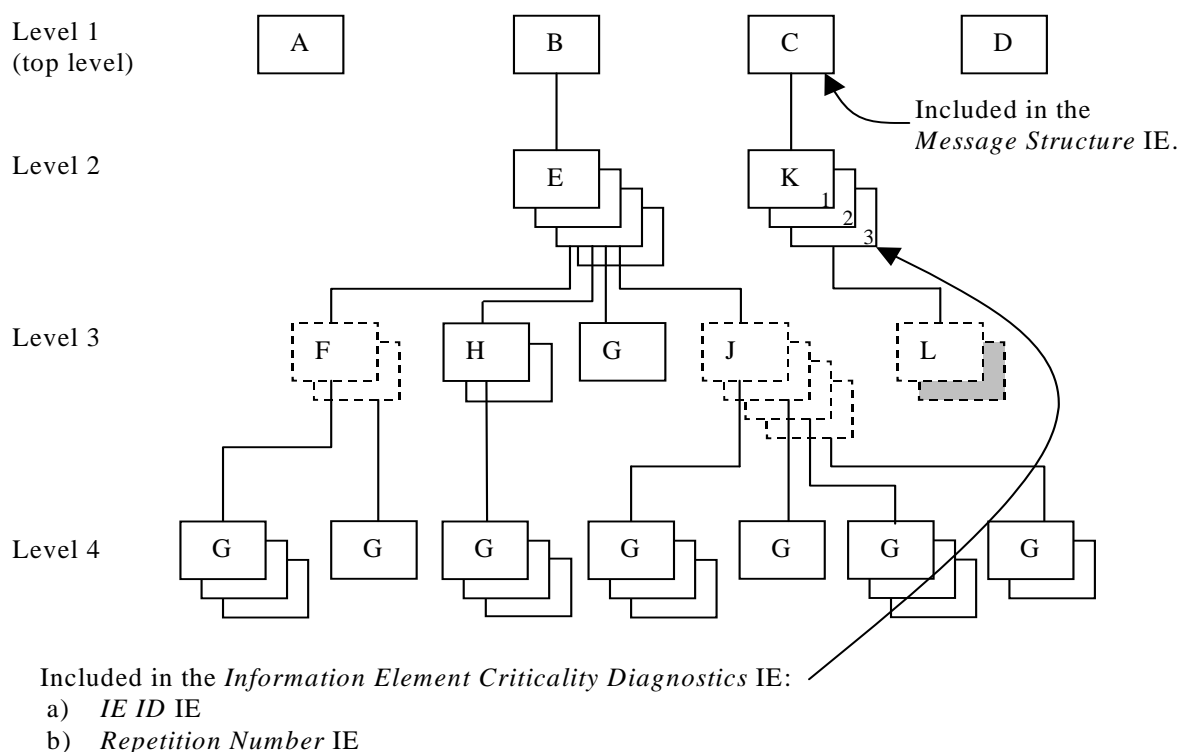 Level 1
(top level)
A
B
C
D
Included in the
Message Structure IE.
Level 2
E
K
1
2
3
Level 3
F
H
G
J
L
Level 4
G
G
G
G
G
G
G
Included in the Information Element Criticality Diagnostics IE:
a) IE ID IE
b) Repetition Number IE